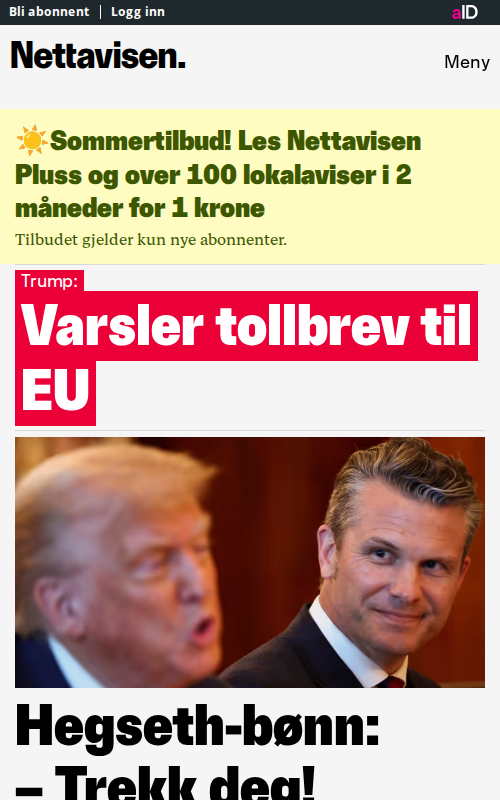 Bli abonnent | Logg inn
aID
Nettavisen.
Meny
☀️Sommertilbud! Les Nettavisen
Pluss og over 100 lokalaviser i 2
måneder for 1 krone
Tilbudet gjelder kun nye abonnenter.
Trump:
Varsler tollbrev til
EU
Hegseth-bønn:
– Trekk deg!